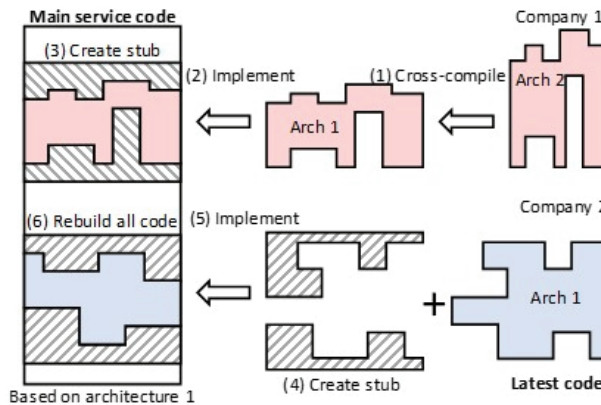 Main service code
Company 1
(3) Create stub
(2) Implement
(1) Cross-compile
Arch 2
Arch 1
(6) Rebuild all code
(5) Implement
Company 2
Arch 1
(4) Create stub
Latest code
Based on architecture 1